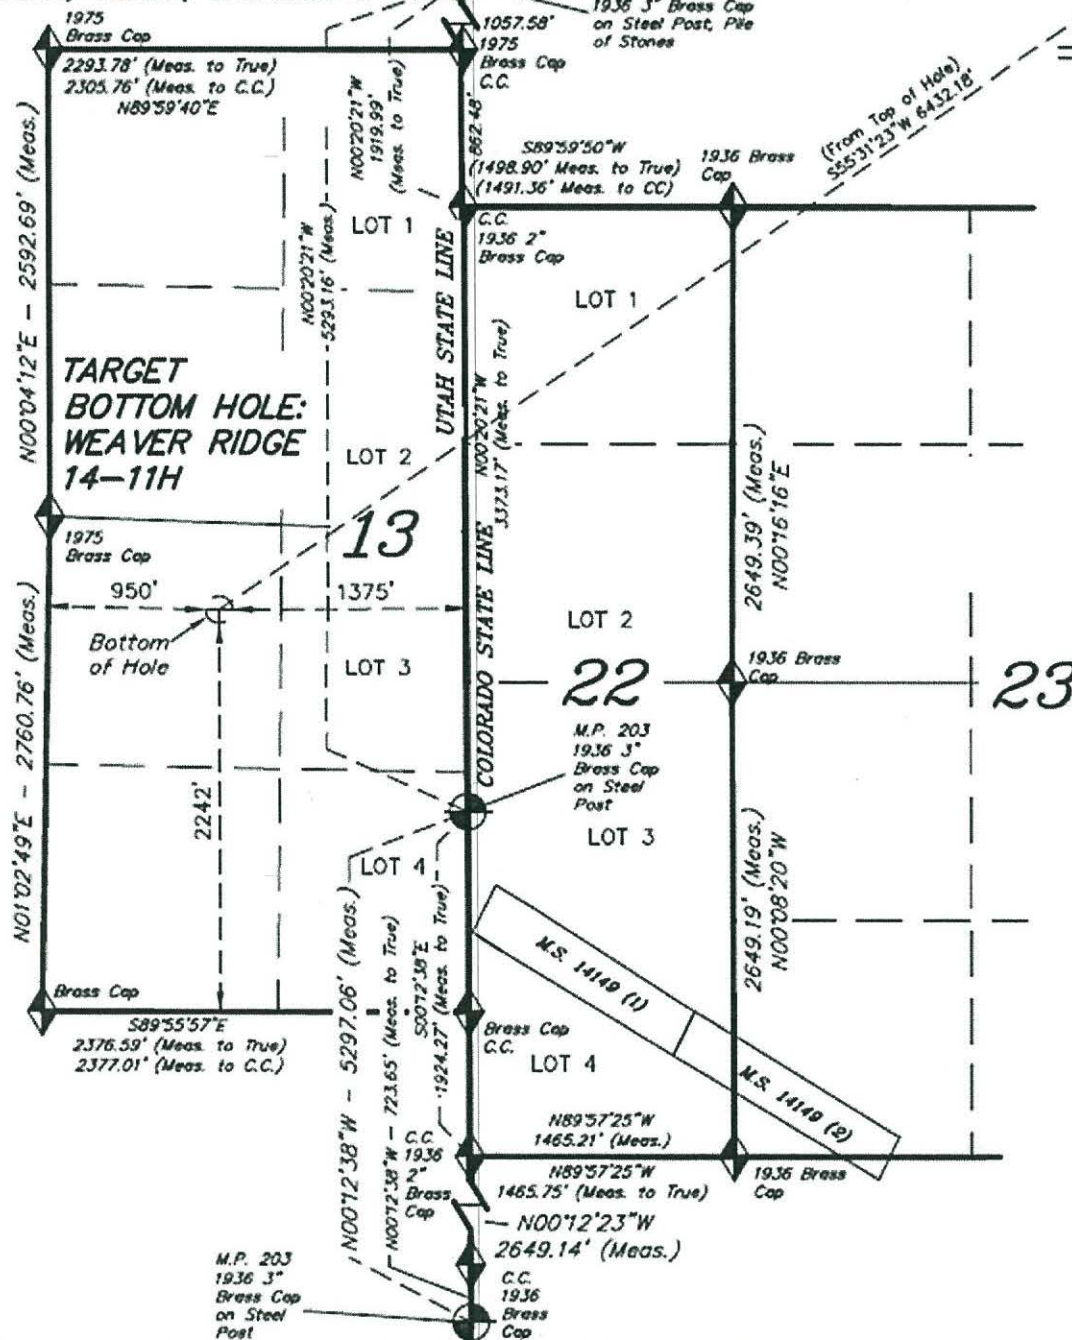 1975
Brass Cap
2293.78' (Meas. to True)
2305.76' (Meas. to C.C.)
N89°59'40"E
1057.58'
1975
Brass Cap
C.C.
1936 3" Brass Cap
on Steel Post, Pile
of Stones
N00°20'21"W
1919.99'
(Meas. to True)
862.48'
S89°59'50"W
(1498.90' Meas. to True)
(1491.36' Meas. to CC)
1936 Brass
Cap
(From Top of Hole)
S55°31'23"W 6432.18'
C.C.
1936 2"
Brass Cap
LOT 1
LOT 1
N00°04'12"E - 2592.69' (Meas.)
N00°20'21"W
5293.16' (Meas.)
UTAH STATE LINE
N00°20'21"W
3373.17' (Meas. to True)
TARGET
BOTTOM HOLE:
WEAVER RIDGE
14-11H
LOT 2
13
1975
Brass Cap
950'
1375'
Bottom
of Hole
LOT 3
COLORADO STATE LINE
2649.39' (Meas.)
N00°16'16"E
LOT 2
22
1936 Brass
Cap
23
M.P. 203
1936 3"
Brass Cap
on Steel
Post
N01°02'49"E - 2760.76' (Meas.)
2242'
LOT 4
LOT 3
2649.19' (Meas.)
N00°08'20"W
N00°12'38"W - 5297.06' (Meas.)
N00°12'38"W - 723.65' (Meas. to True)
S00°12'38"E
1924.27' (Meas. to True)
M.S. 14149 (1)
M.S. 14149 (2)
Brass Cap
S89°55'57"E
2376.59' (Meas. to True)
2377.01' (Meas. to C.C.)
Brass Cap
C.C.
LOT 4
N89°57'25"W
1465.21' (Meas.)
N89°57'25"W
1465.75' (Meas. to True)
C.C.
1936
2"
Brass
Cap
1936 Brass
Cap
N00°12'23"W
2649.14' (Meas.)
M.P. 203
1936 3"
Brass Cap
on Steel
Post
C.C.
1936
Brass
Cap